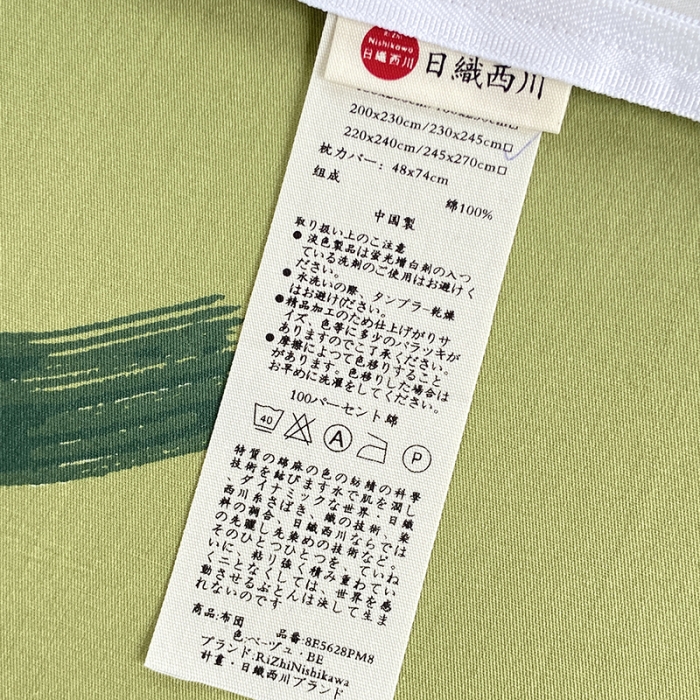 RiZhi
Nishikawa
日織西川
日織西川
200x230cm/230x245cm□
220x240cm/245x270cm□
枕カバー: 48x74cm
組成
綿100%
中国製
取り扱い上のご注意
● 淡色製品は蛍光增白剤の入つ
ている洗剤のご使用はお避けく
ださい。
● 水洗いの際、タンブラ-乾燥
はお避けください。
● 精品加工のため仕上げがりサ
イズ、色等に多少のバラツキが
ありますのでご了承ください。
● 摩擦によつて色移りすること
があります。色移りした場合は
お早めに洗濯をしてください。
100パーセント綿
40 A P
特質の綿麻の色の紡績の科學
技術を結びます水で肌を潤し
、ダイナミックな世界・日織
西川糸さばき、織の技術、染
料の調合、日織西川ならでは
の先曬し先染めの技術など。
そのひとつひとつを、ていね
いに、粘り強く積み重わてい
くことなくしては、世界を感
動させるぶとんは決して生ま
れないのです
商品:布団
品番:8E5628PM8
色:ベーヅュ・BE
ブランド:RiZhiNishikawa
計畫・日織西川ブランド